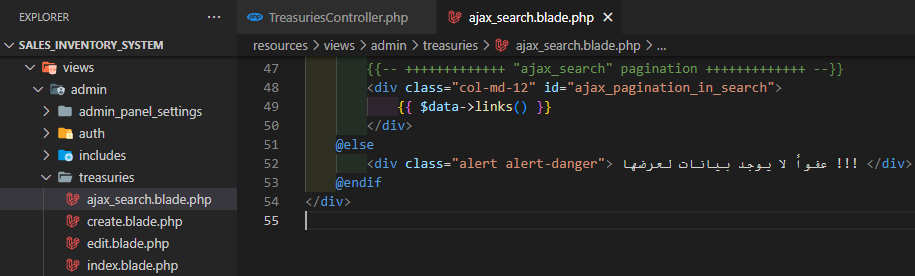 EXPLORER
SALES_INVENTORY_SYSTEM
views
admin
admin_panel_settings
auth
includes
treasuries
ajax_search.blade.php
create.blade.php
edit.blade.php
index.blade.php
TreasuriesController.php
ajax_search.blade.php
resources > views > admin > treasuries > ajax_search.blade.php > ...
47 {{-- +++++++++++++ "ajax_search" pagination +++++++++++++ --}}
48 <div class="col-md-12" id="ajax_pagination_in_search">
49 {{ $data->links() }}
50 </div>
51 @else
52 <div class="alert alert-danger"> عفواً لا يوجد بيانات لعرضها !!! </div>
53 @endif
54 </div>
55